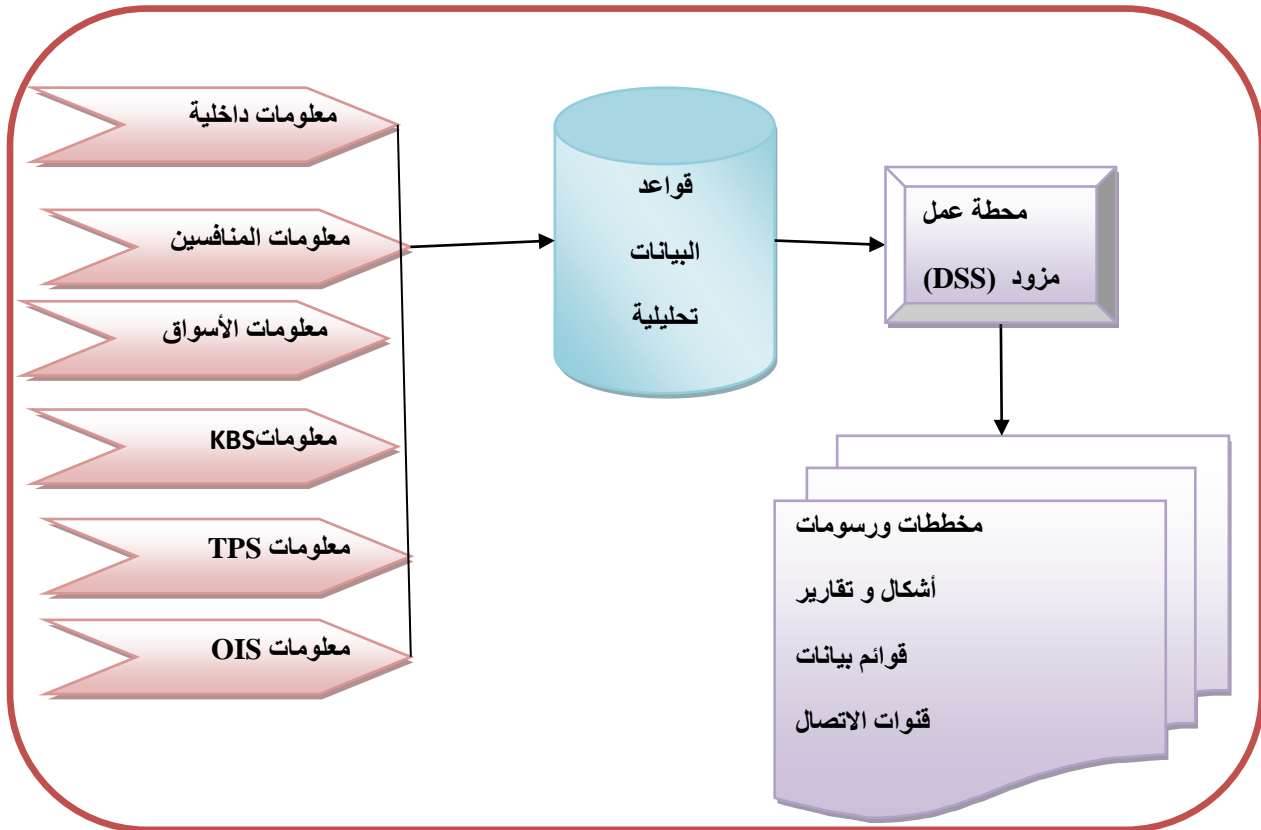 معلومات داخلية
معلومات المنافسين
معلومات الأسواق
معلوماتKBS
معلومات TPS
معلومات OIS
قواعد
البيانات
تحليلية
محطة عمل
مزود (DSS)
مخططات ورسومات
أشكال و تقارير
قوائم بيانات
قنوات الاتصال